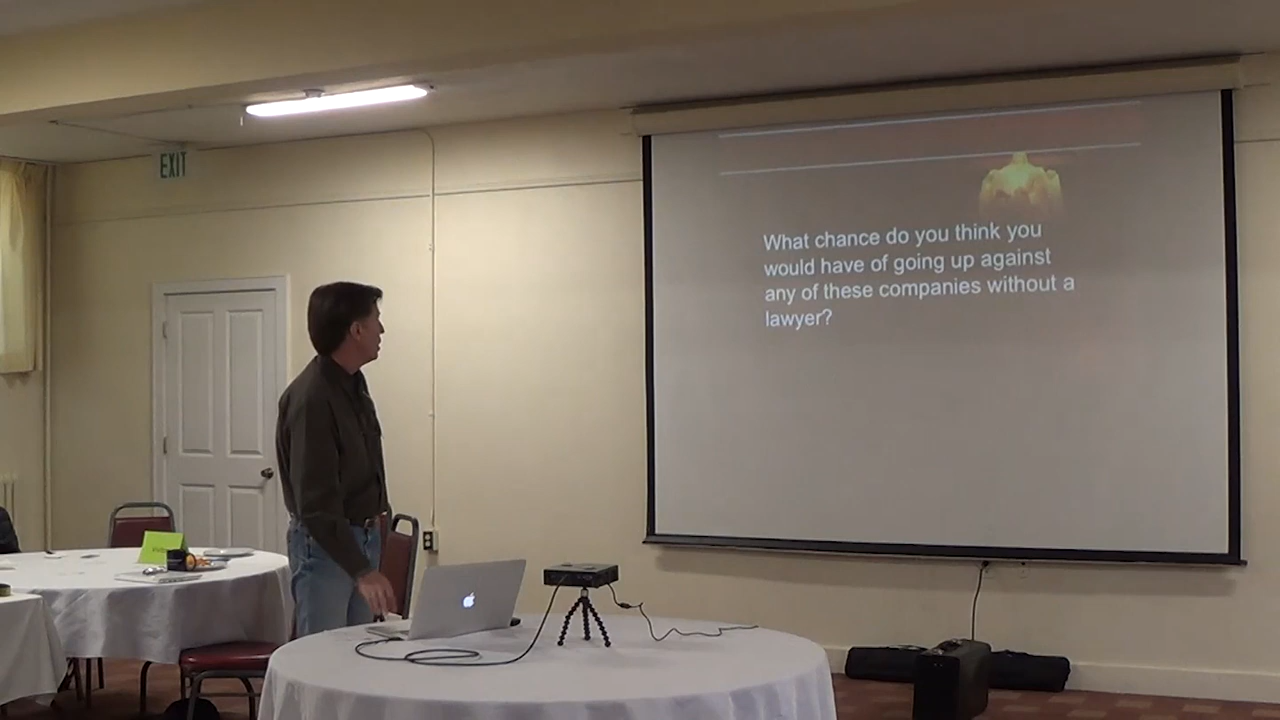 EXIT
What chance do you think you
would have of going up against
any of these companies without a
lawyer?